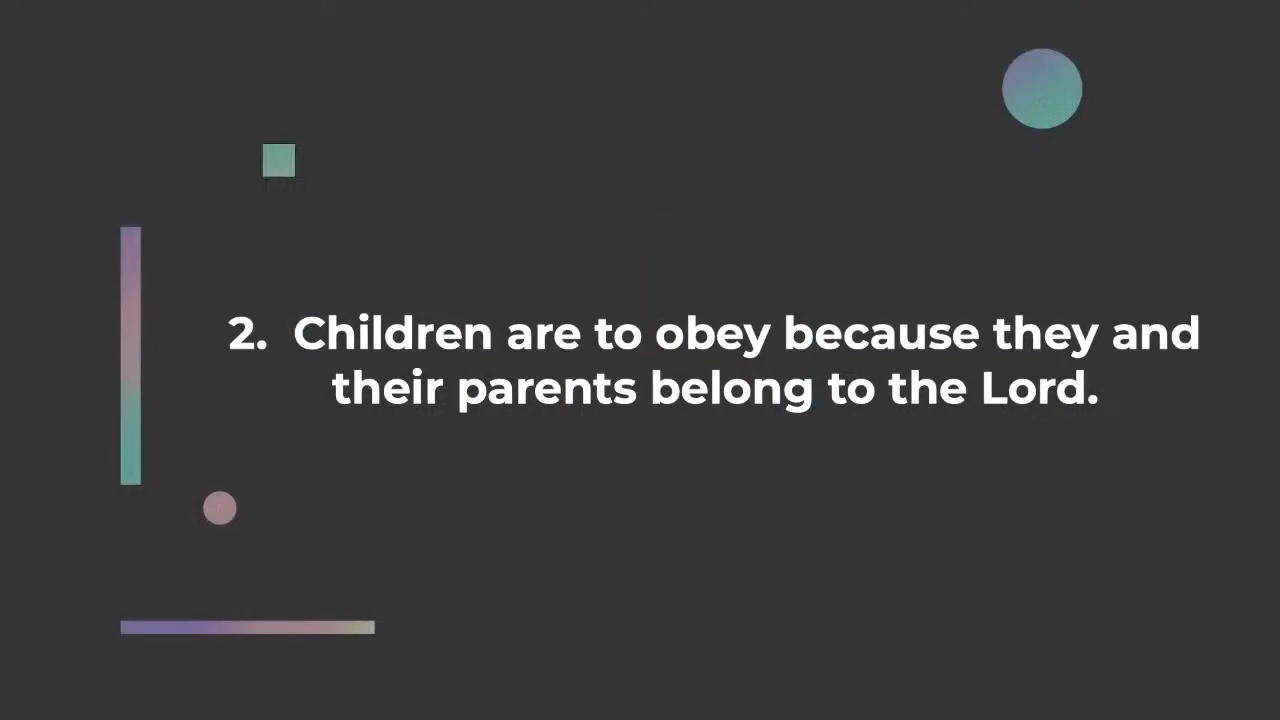 2. Children are to obey because they and
their parents belong to the Lord.